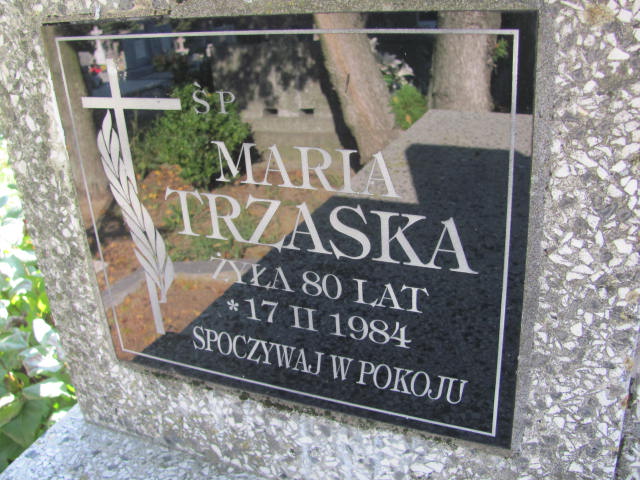 ŚP
MARIA
TRZASKA
ŻYŁA 80 LAT
* 17 II 1984
SPOCZYWAJ W POKOJU